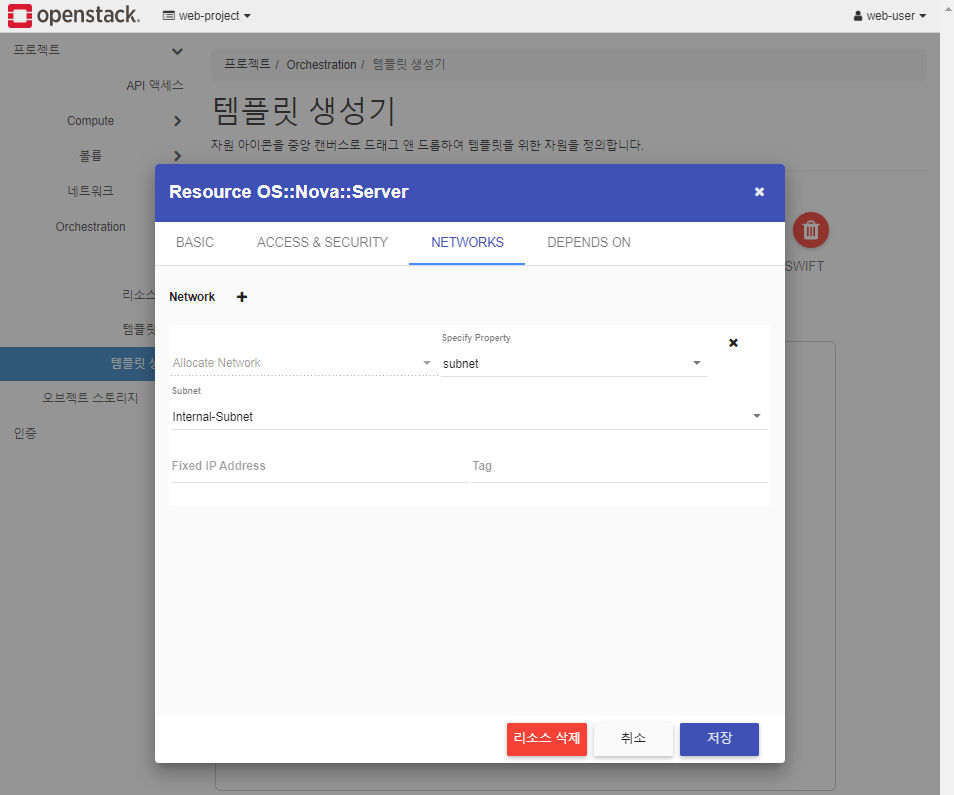 openstack. web-project web-user
프로젝트
API 액세스
Compute
볼륨
네트워크
Orchestration
리소스
템플릿
템플릿 생
오브젝트 스토리지
인증
프로젝트 / Orchestration / 템플릿 생성기
템플릿 생성기
자원 아이콘을 중앙 캔버스로 드래그 앤 드롭하여 템플릿을 위한 자원을 정의합니다.
SWIFT
Resource OS::Nova::Server
BASIC ACCESS & SECURITY NETWORKS DEPENDS ON
Network
Specify Property
Allocate Network subnet
Subnet
Internal-Subnet
Fixed IP Address Tag
리소스 삭제 취소 저장